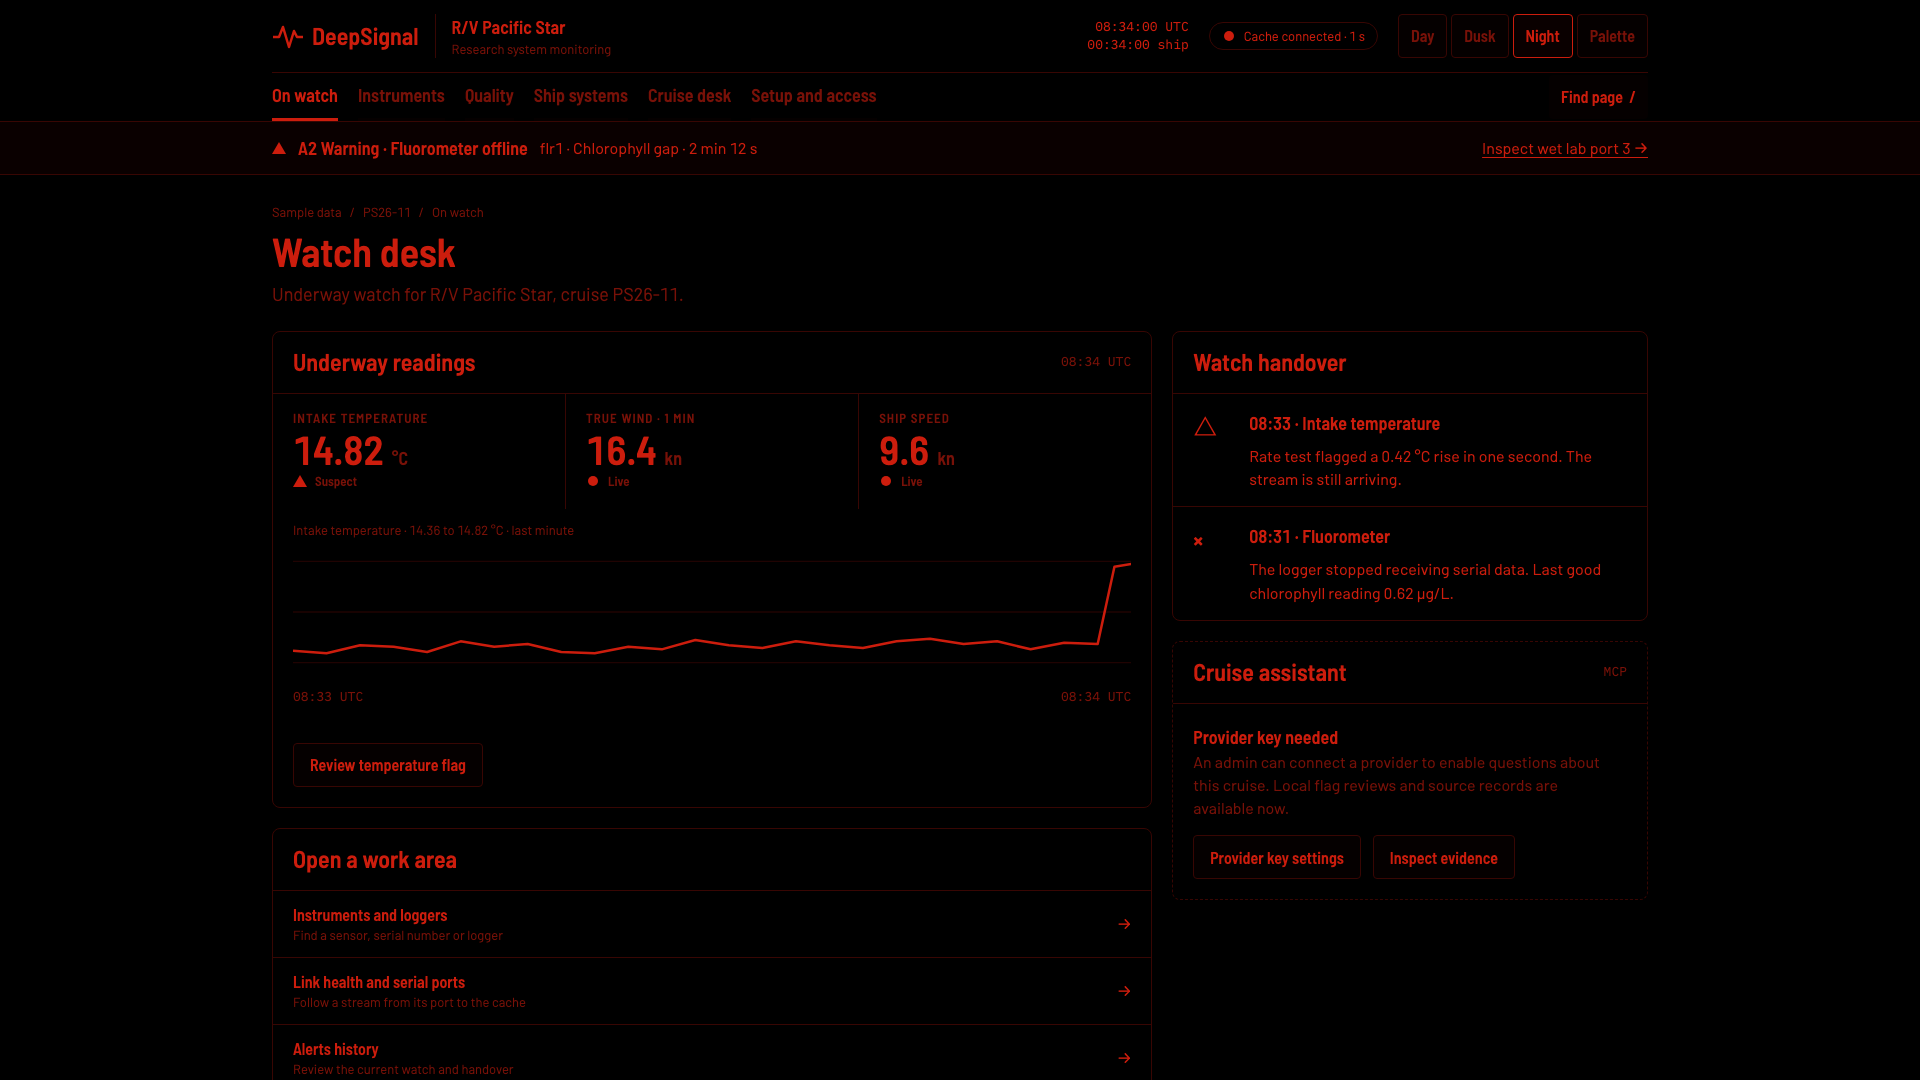 DeepSignal
R/V Pacific Star
Research system monitoring
08:34:00 UTC
00:34:00 ship
Cache connected · 1 s
Day
Dusk
Night
Palette
On watch
Instruments
Quality
Ship systems
Cruise desk
Setup and access
Find page /
A2 Warning · Fluorometer offline
flr1 · Chlorophyll gap · 2 min 12 s
Inspect wet lab port 3 →
Sample data / PS26-11 / On watch
Watch desk
Underway watch for R/V Pacific Star, cruise PS26-11.
Underway readings
08:34 UTC
INTAKE TEMPERATURE
14.82 °C
Suspect
TRUE WIND · 1 MIN
16.4 kn
Live
SHIP SPEED
9.6 kn
Live
Intake temperature · 14.36 to 14.82 °C · last minute
08:33 UTC
08:34 UTC
Review temperature flag
Open a work area
Instruments and loggers
Find a sensor, serial number or logger
→
Link health and serial ports
Follow a stream from its port to the cache
→
Alerts history
Review the current watch and handover
→
Watch handover
08:33 · Intake temperature
Rate test flagged a 0.42 °C rise in one second. The
stream is still arriving.
08:31 · Fluorometer
The logger stopped receiving serial data. Last good
chlorophyll reading 0.62 µg/L.
Cruise assistant
MCP
Provider key needed
An admin can connect a provider to enable questions about
this cruise. Local flag reviews and source records are
available now.
Provider key settings
Inspect evidence